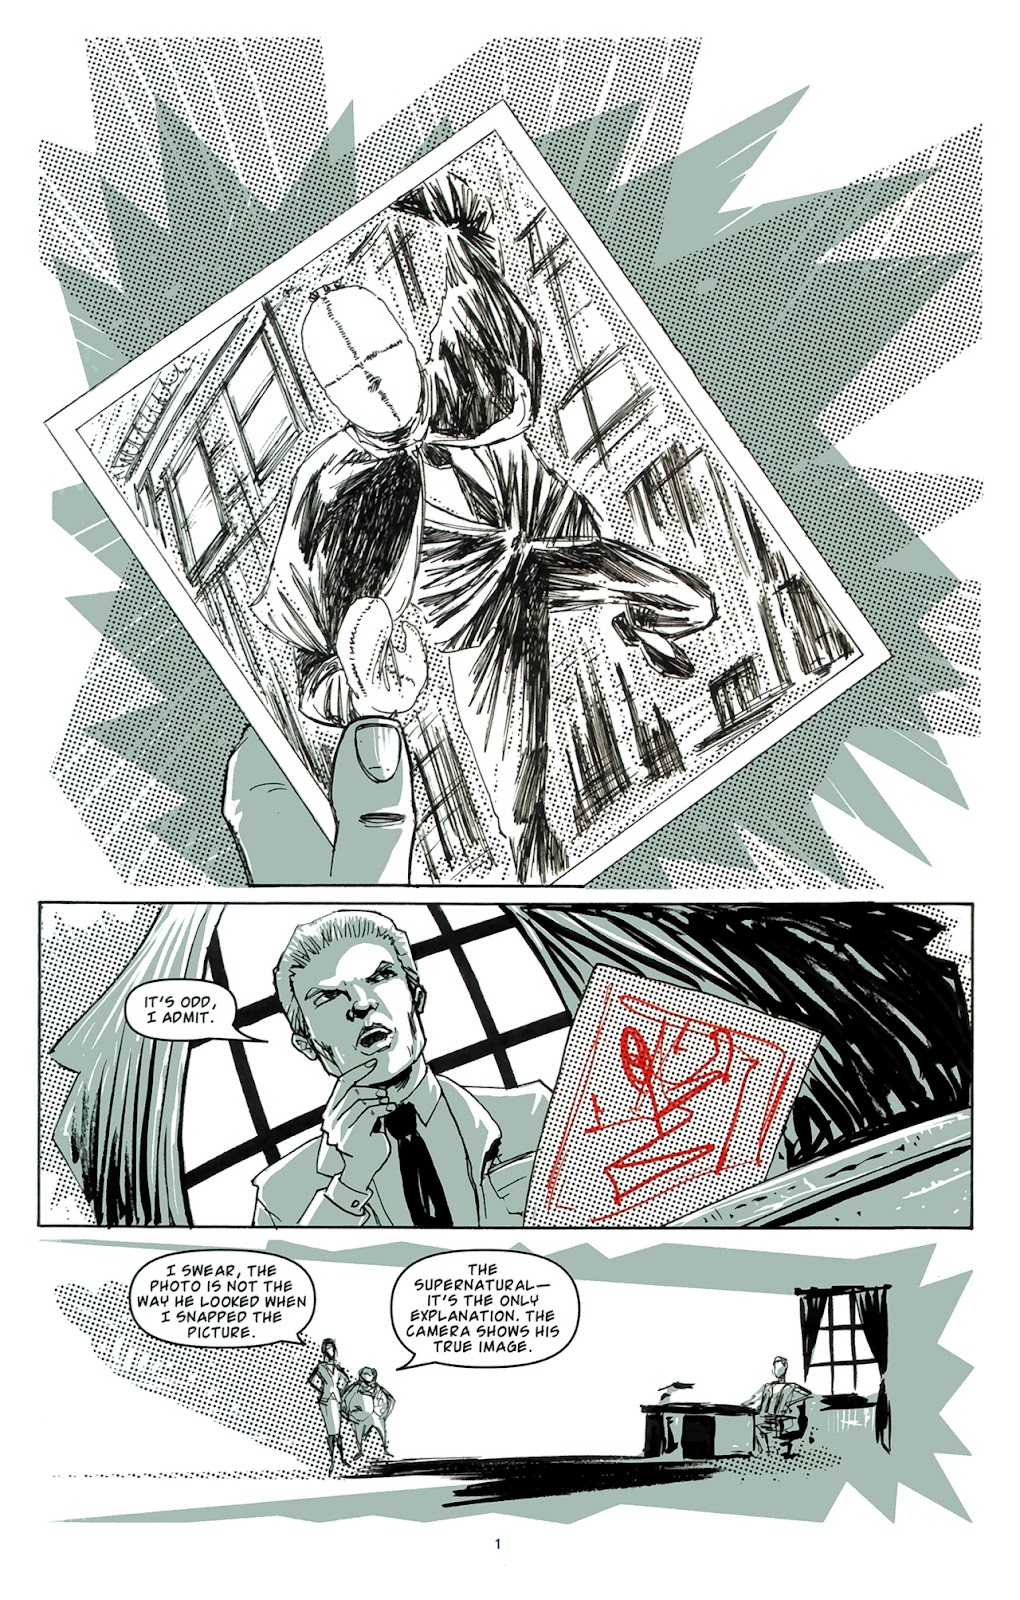 IT'S ODD,
I ADMIT.
I SWEAR, THE
PHOTO IS NOT THE
WAY HE LOOKED WHEN
I SNAPPED THE
PICTURE.
THE
SUPERNATURAL—
IT'S THE ONLY
EXPLANATION. THE
CAMERA SHOWS HIS
TRUE IMAGE.
1